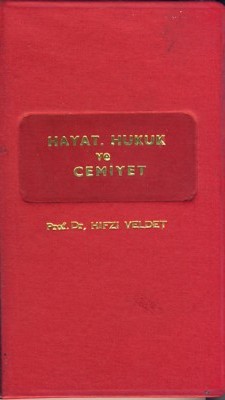 HAYAT. HUKUK
ve
CEMİYET
Prof. Dr, HIFZI VELDET